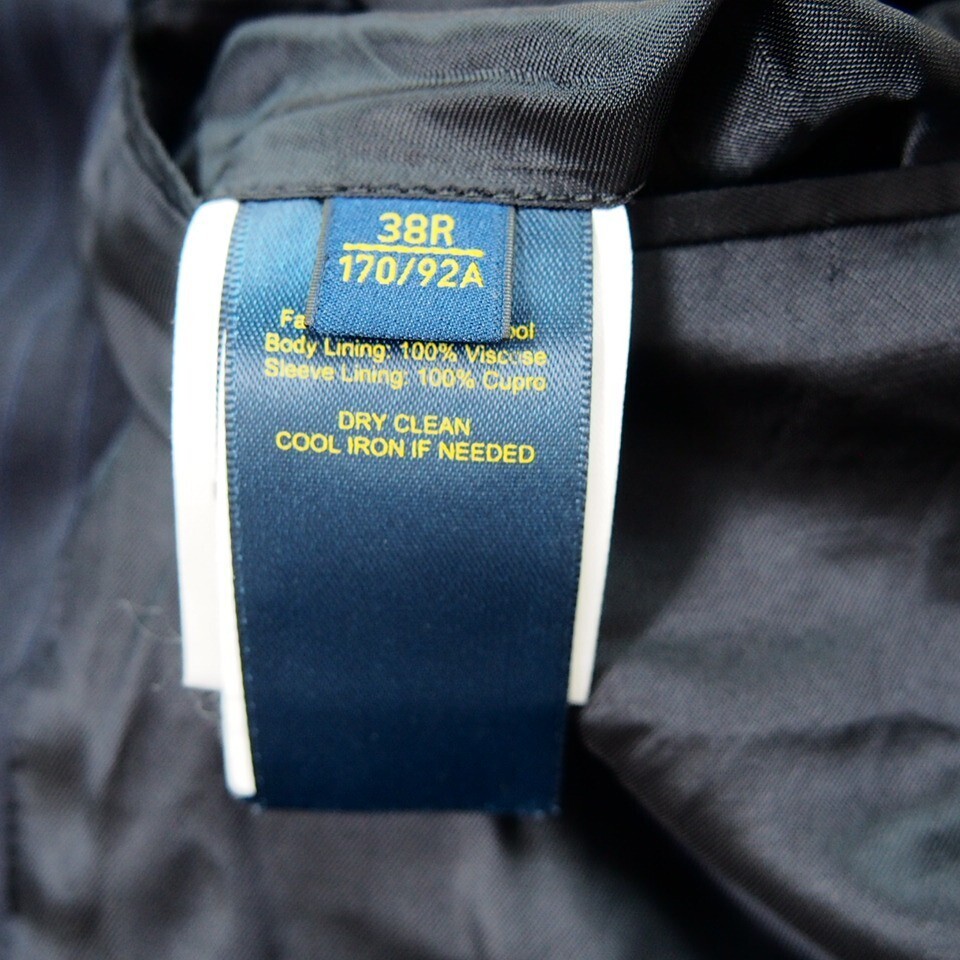 38R
170/92A
Body Lining: 100% Viscose
Sleeve Lining: 100% Cupro
DRY CLEAN
COOL IRON IF NEEDED